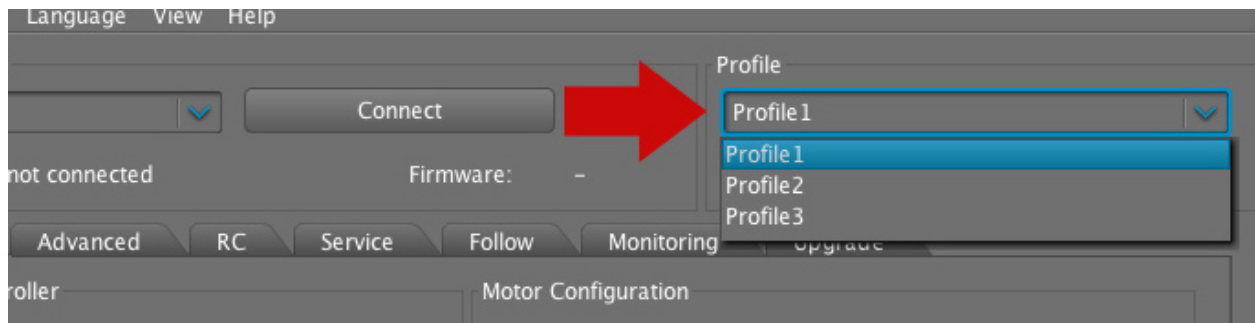 Language View Help
Profile
Connect
Profile1
Profile1
not connected
Firmware: -
Profile2
Profile3
Advanced RC Service Follow Monitoring Upgrade
roller
Motor Configuration